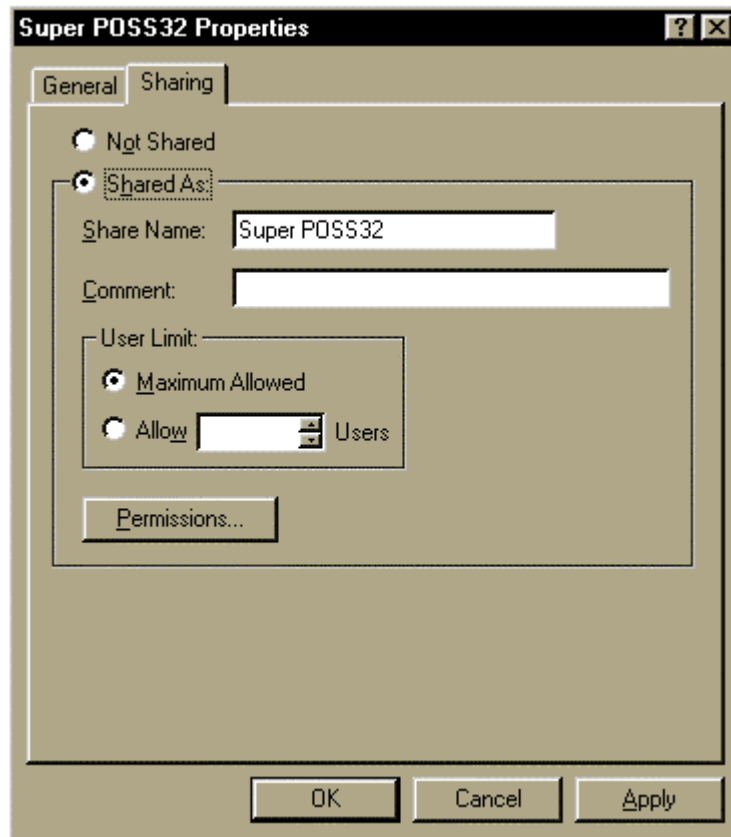 Super POSS32 Properties
General Sharing
Not Shared
Shared As:
Share Name: Super POSS32
Comment:
User Limit:
Maximum Allowed
Allow Users
Permissions...
OK Cancel Apply